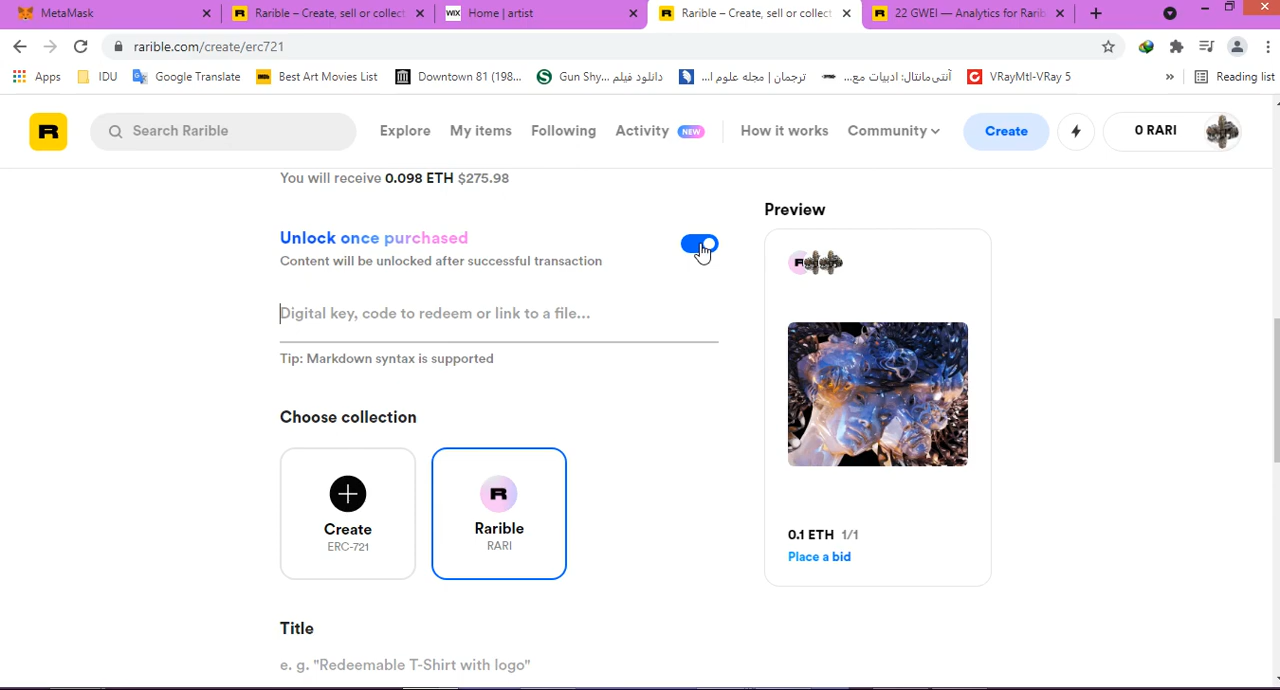 MetaMask
Rarible – Create, sell or collect
WIX Home | artist
Rarible – Create, sell or collect
22 GWEI — Analytics for Rarib
rarible.com/create/erc721
Apps
IDU
Google Translate
Best Art Movies List
Downtown 81 (198...
دانلود فیلم Gun Shy...
ترجمان | مجله علوم ا...
آنتی‌مانتال: ادبیات مع...
VRayMtl-VRay 5
»
Reading list
R
Search Rarible
Explore
My items
Following
Activity NEW
How it works
Community
Create
0 RARI
You will receive 0.098 ETH $275.98
Unlock once purchased
Content will be unlocked after successful transaction
Digital key, code to redeem or link to a file...
Tip: Markdown syntax is supported
Choose collection
Create
ERC-721
R
Rarible
RARI
Title
e. g. "Redeemable T-Shirt with logo"
Preview
R
0.1 ETH 1/1
Place a bid